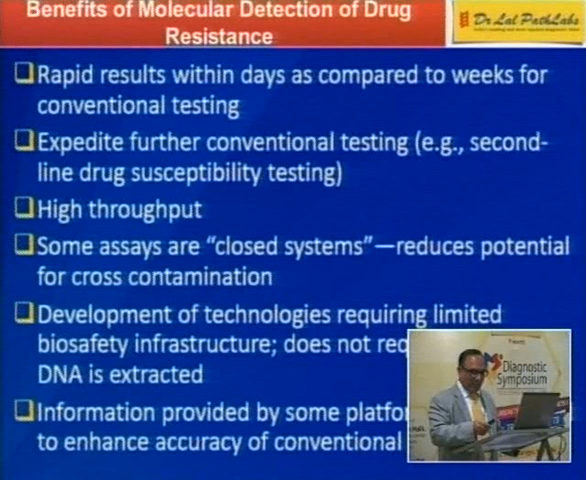 Benefits of Molecular Detection of Drug
Resistance
Dr Lal PathLabs
Rapid results within days as compared to weeks for
conventional testing
Expedite further conventional testing (e.g., second-
line drug susceptibility testing)
High throughput
Some assays are “closed systems”—reduces potential
for cross contamination
Development of technologies requiring limited
biosafety infrastructure; does not req
DNA is extracted
Information provided by some platfo
to enhance accuracy of conventional
Diagnostic
Symposium